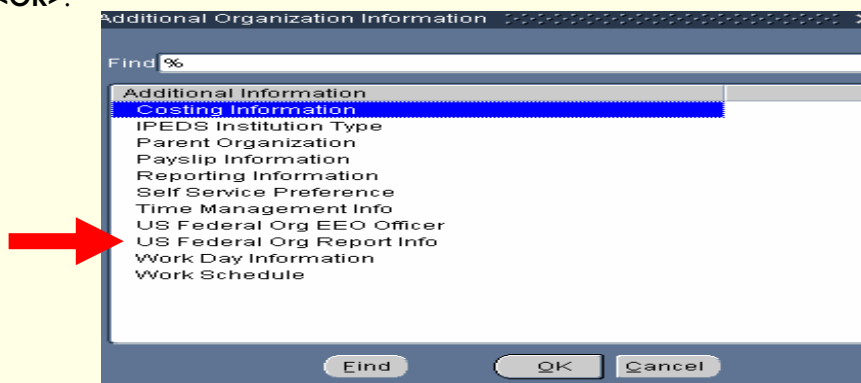 <OK>.
Additional Organization Information
Find %
Additional Information
Costing Information
IPEDS Institution Type
Parent Organization
Payslip Information
Reporting Information
Self Service Preference
Time Management Info
US Federal Org EEO Officer
US Federal Org Report Info
Work Day Information
Work Schedule
Find OK Cancel